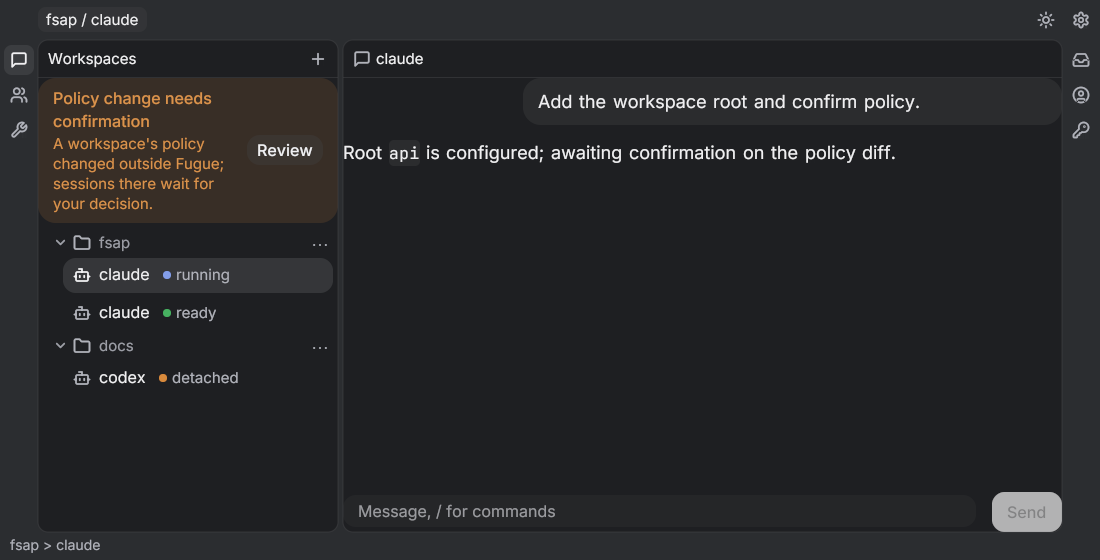 fsap / claude
Workspaces
claude
Policy change needs
confirmation
A workspace's policy
changed outside Fugue;
sessions there wait for
your decision.
Review
Add the workspace root and confirm policy.
Root api is configured; awaiting confirmation on the policy diff.
fsap
claude running
claude ready
docs
codex detached
Message, / for commands
Send
fsap > claude